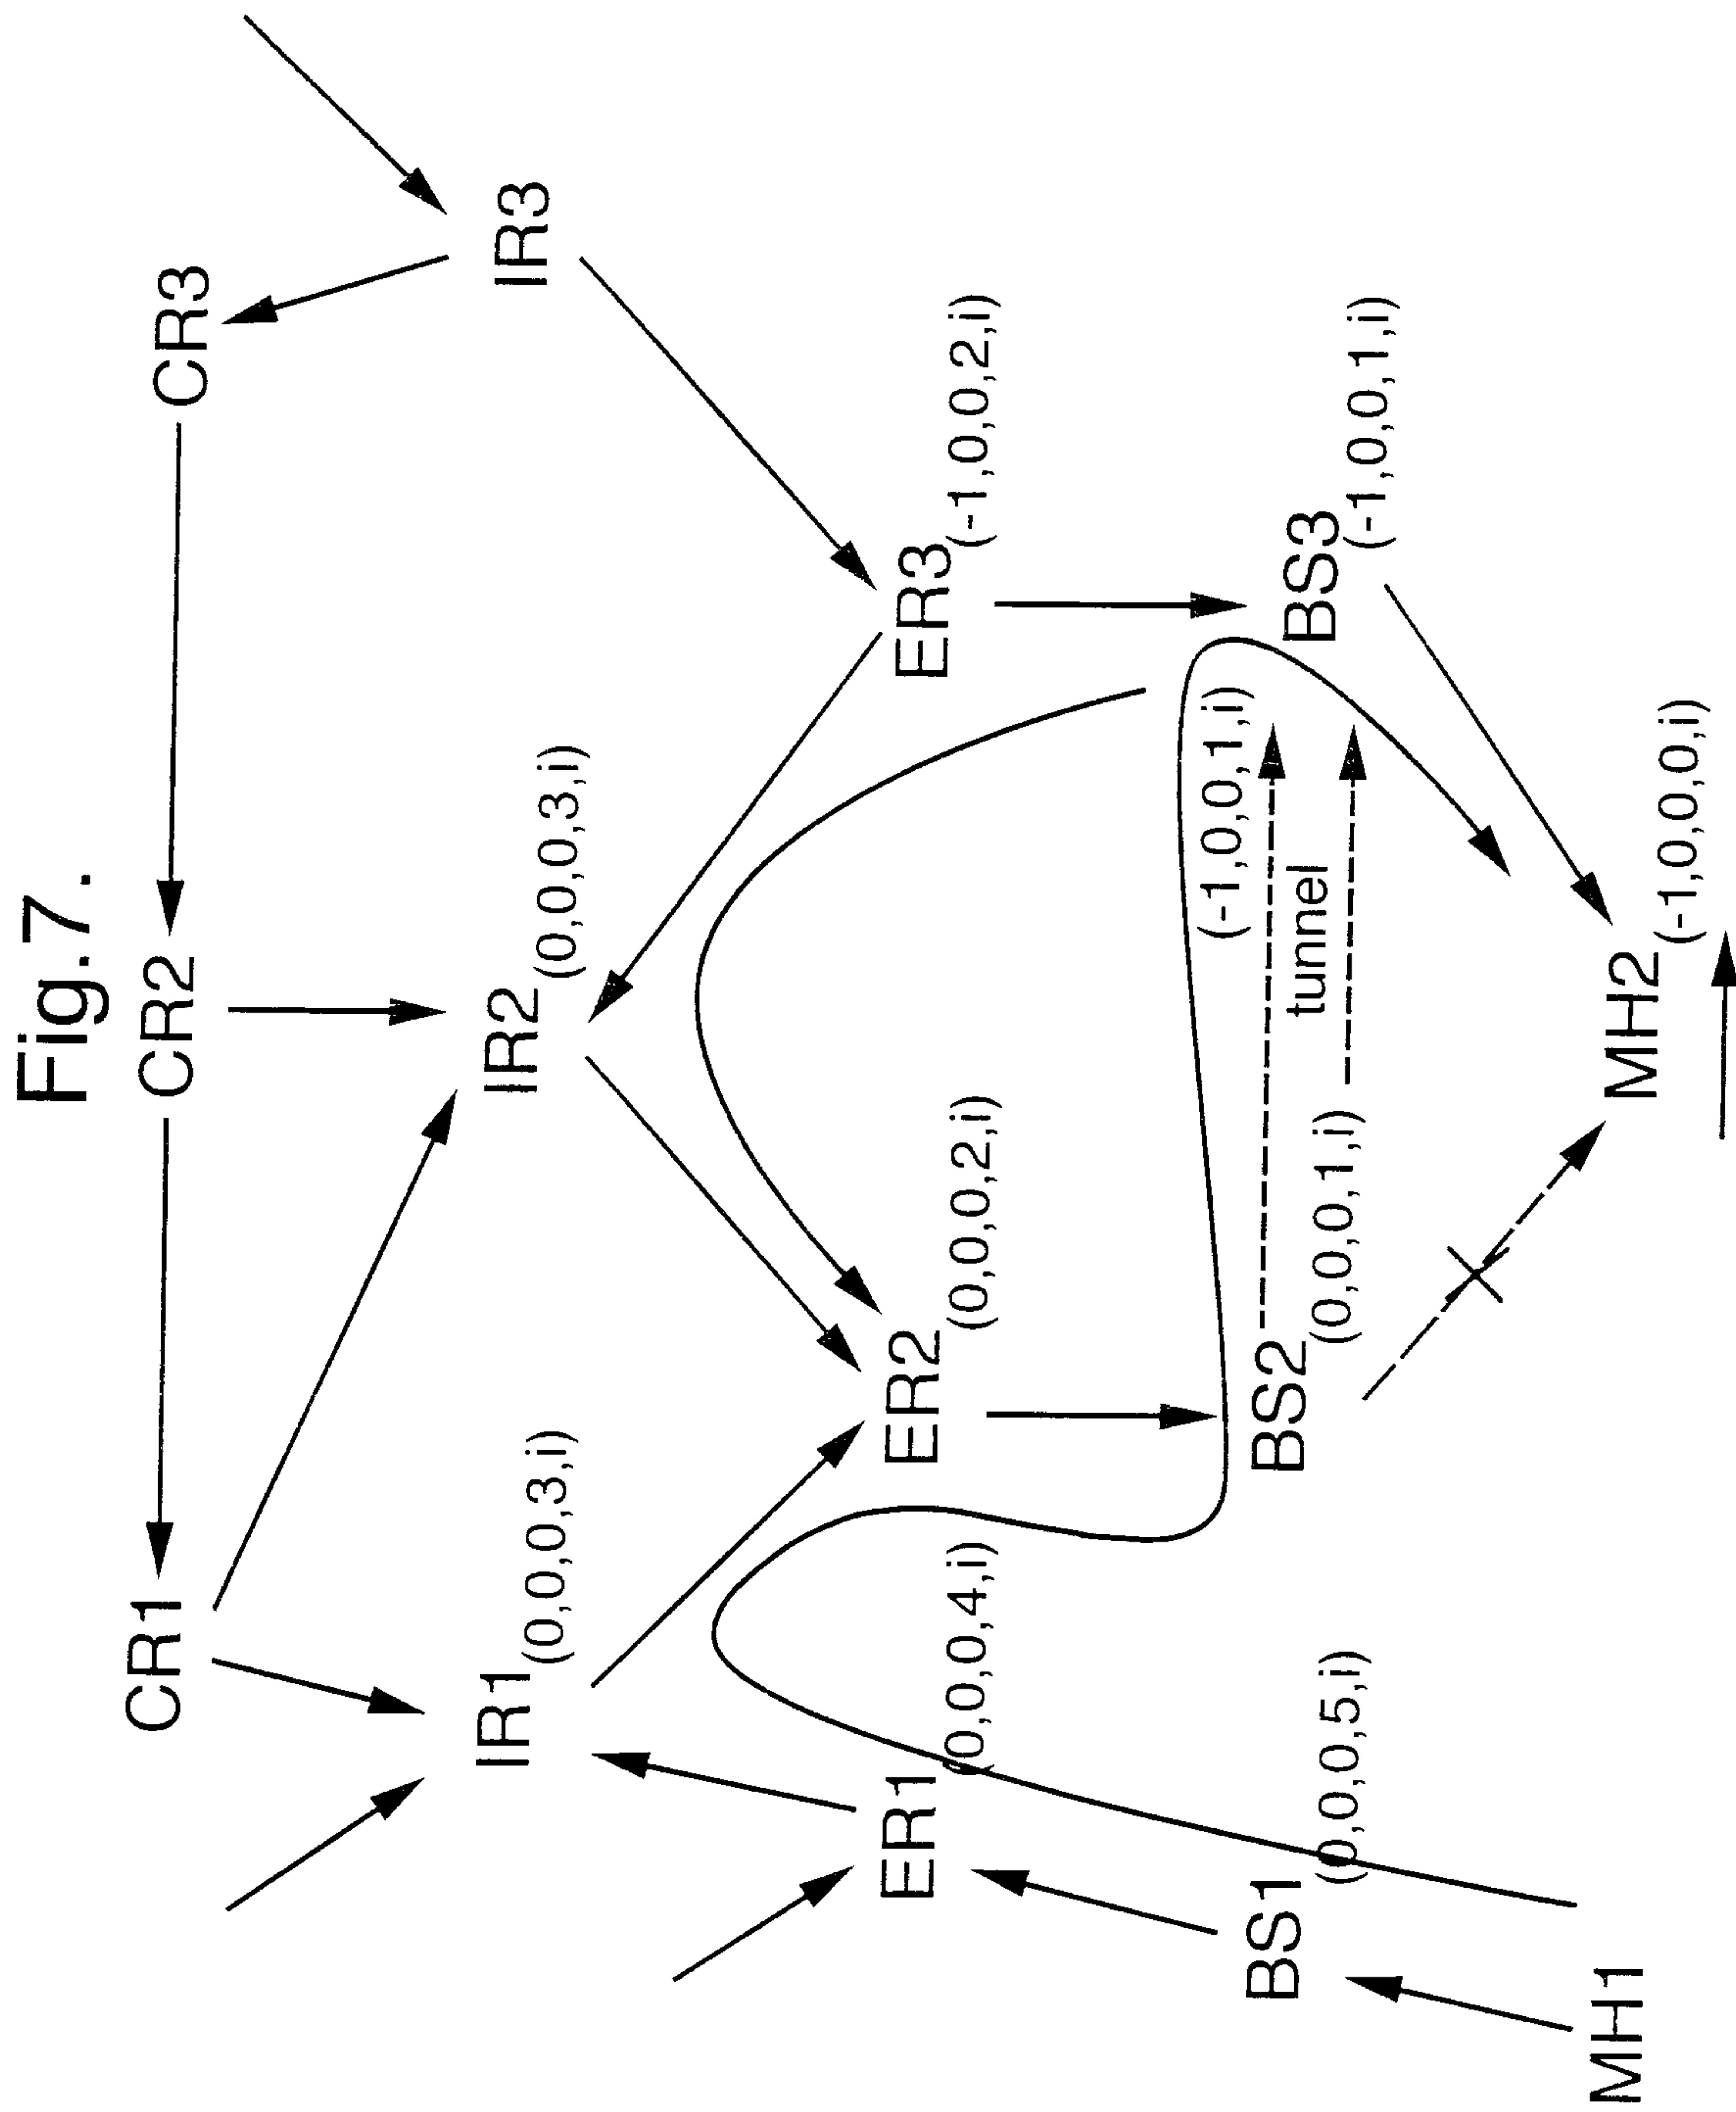 Fig.7.
CR1
CR2
CR3
IR1
(0,0,0,3,i)
IR2
(0,0,0,3,i)
IR3
ER1
(0,0,0,4,i)
ER2
(0,0,0,2,i)
ER3
(-1,0,0,2,i)
BS1
(0,0,0,5,i)
BS2
(0,0,0,1,i)
tunnel
(-1,0,0,1,i)
BS3
(-1,0,0,1,i)
MH1
MH2
(-1,0,0,0,i)